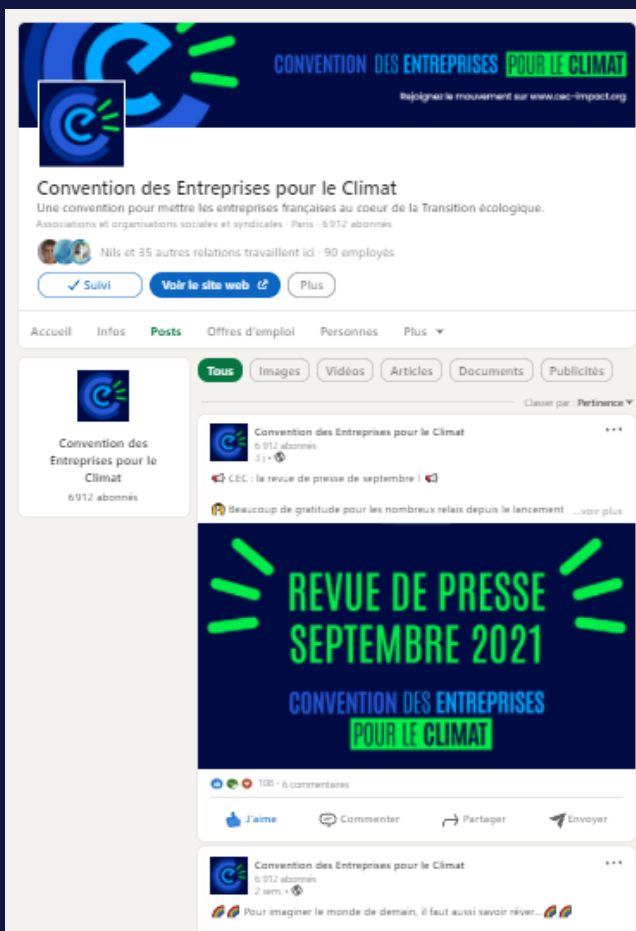 CONVENTION DES ENTREPRISES POUR LE CLIMAT
Rejoignez le mouvement sur www.cec-impact.org
Convention des Entreprises pour le Climat
Une convention pour mettre les entreprises françaises au coeur de la Transition écologique.
Associations et organisations sociales et syndicales · Paris · 6 912 abonnés
Nils et 35 autres relations travaillent ici · 90 employés
Suivi
Voir le site web
Plus
Accueil Infos Posts Offres d'emploi Personnes Plus
Tous Images Vidéos Articles Documents Publicités
Classer par : Pertinence
Convention des
Entreprises pour le
Climat
6 912 abonnés
Convention des Entreprises pour le Climat
6 912 abonnés
3 j •
📢 CEC : la revue de presse de septembre ! 📢
Beaucoup de gratitude pour les nombreux relais depuis le lancement ...voir plus
REVUE DE PRESSE
SEPTEMBRE 2021
CONVENTION DES ENTREPRISES
POUR LE CLIMAT
108 · 6 commentaires
J'aime Commenter Partager Envoyer
Convention des Entreprises pour le Climat
6 912 abonnés
2 sem. •
🌈🌈 Pour imaginer le monde de demain, il faut aussi savoir rêver... 🌈🌈